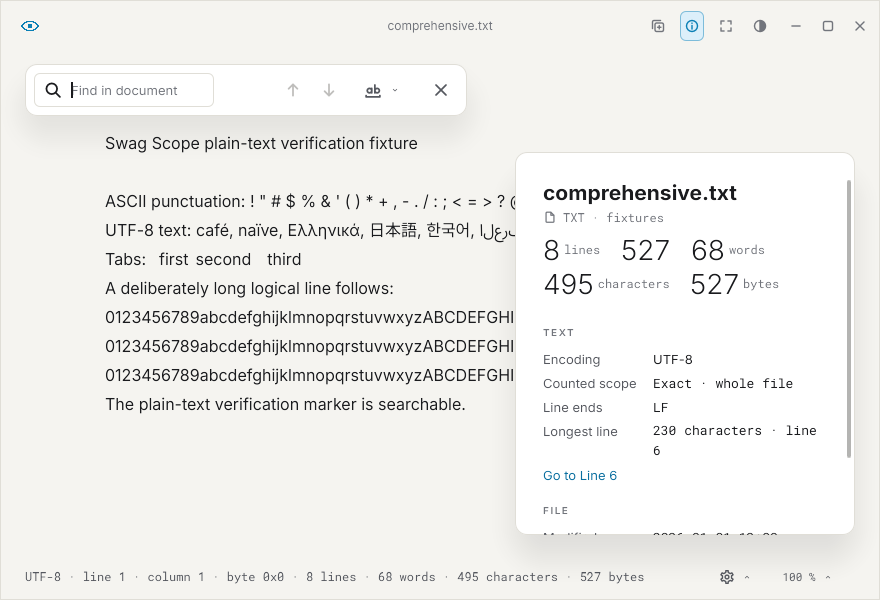 comprehensive.txt
Find in document
ab
Swag Scope plain-text verification fixture
ASCII punctuation: ! " # $ % & ' ( ) * + , - . / : ; < = > ?
UTF-8 text: café, naïve, Ελληνικά, 日本語, 한국어,
Tabs: first second third
A deliberately long logical line follows:
0123456789abcdefghijklmnopqrstuvwxyzABCDEFGHI
0123456789abcdefghijklmnopqrstuvwxyzABCDEFGHI
0123456789abcdefghijklmnopqrstuvwxyzABCDEFGHI
The plain-text verification marker is searchable.
comprehensive.txt
TXT · fixtures
8 lines 527 68 words
495 characters 527 bytes
TEXT
Encoding UTF-8
Counted scope Exact · whole file
Line ends LF
Longest line 230 characters · line
6
Go to Line 6
FILE
UTF-8 · line 1 · column 1 · byte 0x0 · 8 lines · 68 words · 495 characters · 527 bytes
100 %